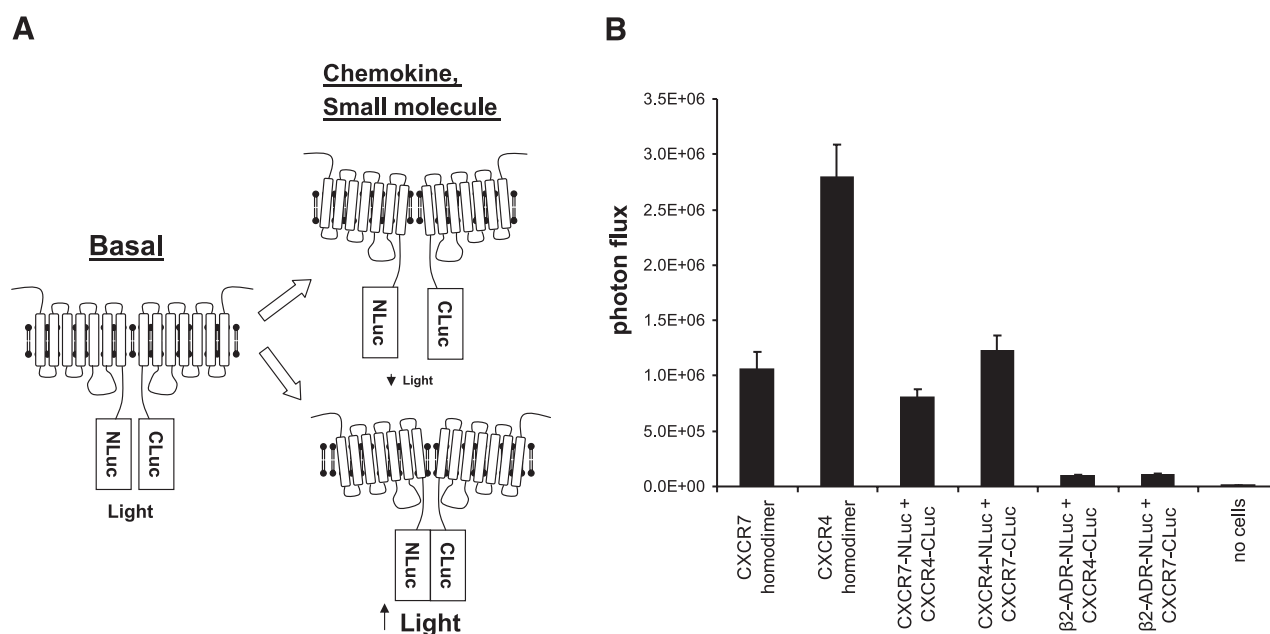 A
Chemokine,
Small molecule
Basal
NLuc
CLuc
Light
NLuc
CLuc
Light
NLuc
CLuc
Light
B
photon flux
3.5E+06
3.0E+06
2.5E+06
2.0E+06
1.5E+06
1.0E+06
5.0E+05
0.0E+00
CXCR7
homodimer
CXCR4
homodimer
CXCR7-NLuc +
CXCR4-CLuc
CXCR4-NLuc +
CXCR7-CLuc
β2-ADR-NLuc +
CXCR4-CLuc
β2-ADR-NLuc +
CXCR7-CLuc
no cells